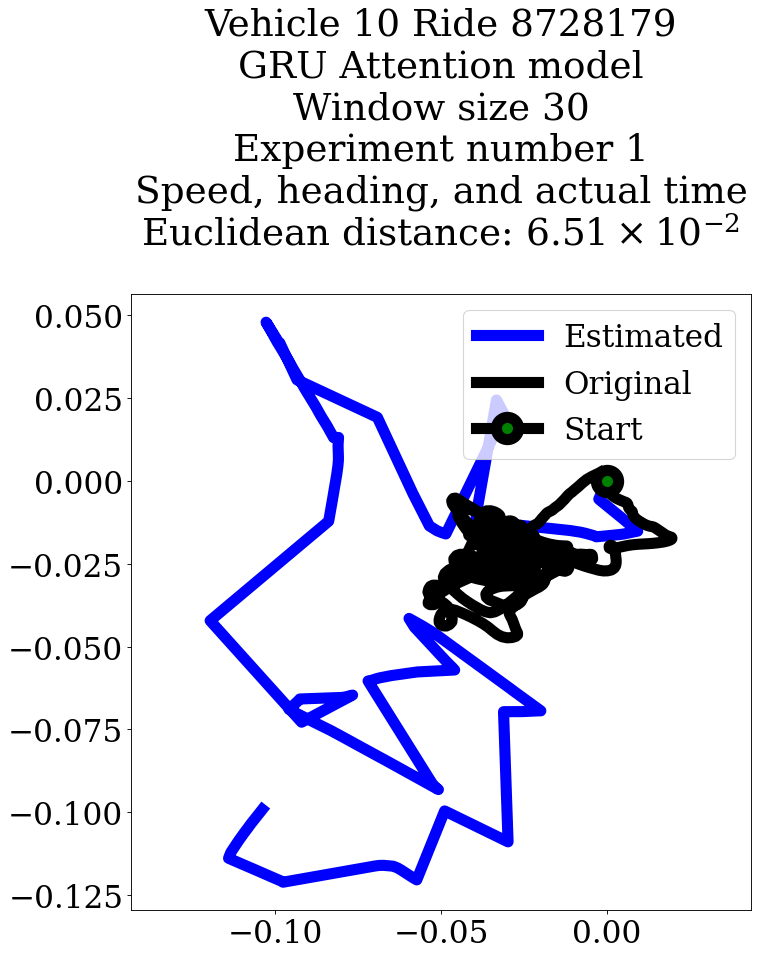 Vehicle 10 Ride 8728179
GRU Attention model
Window size 30
Experiment number 1
Speed, heading, and actual time
Euclidean distance: 6.51 × 10⁻²
Estimated
Original
Start
0.050
0.025
0.000
−0.025
−0.050
−0.075
−0.100
−0.125
−0.10
−0.05
0.00